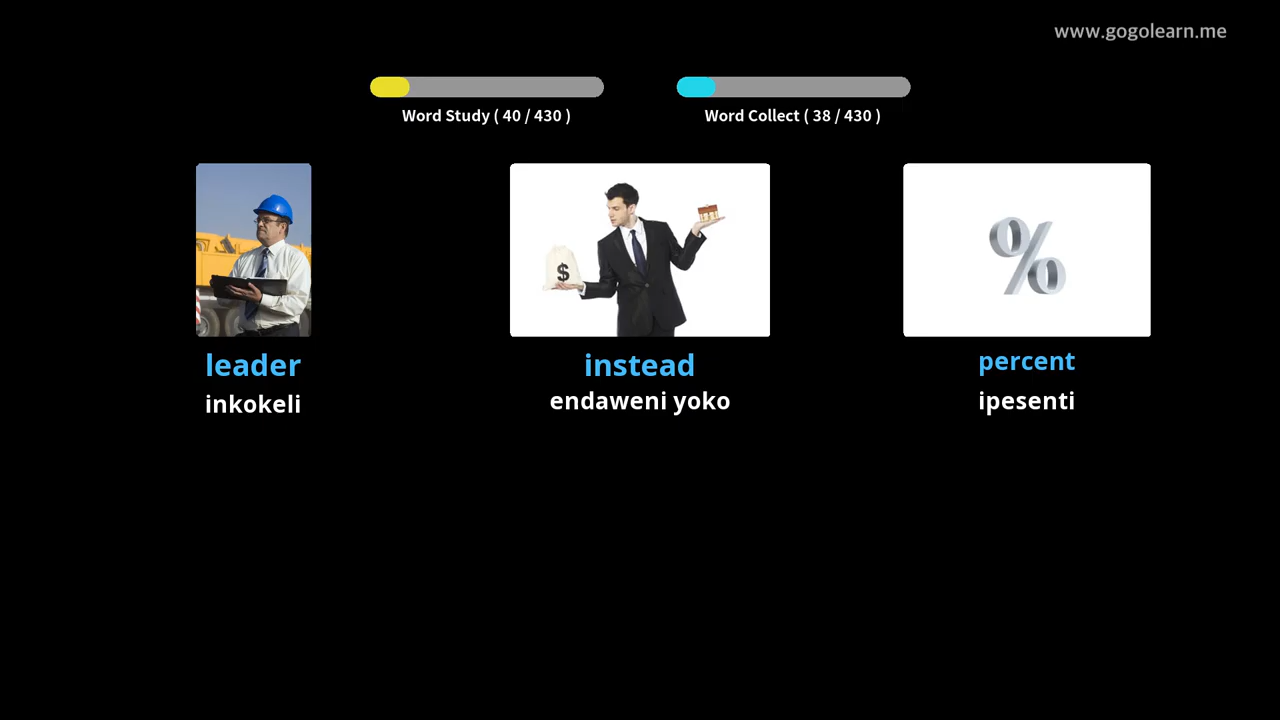 www.gogolearn.me
Word Study ( 40 / 430 )
Word Collect ( 38 / 430 )
$
%
leader
inkokeli
instead
endaweni yoko
percent
ipesenti